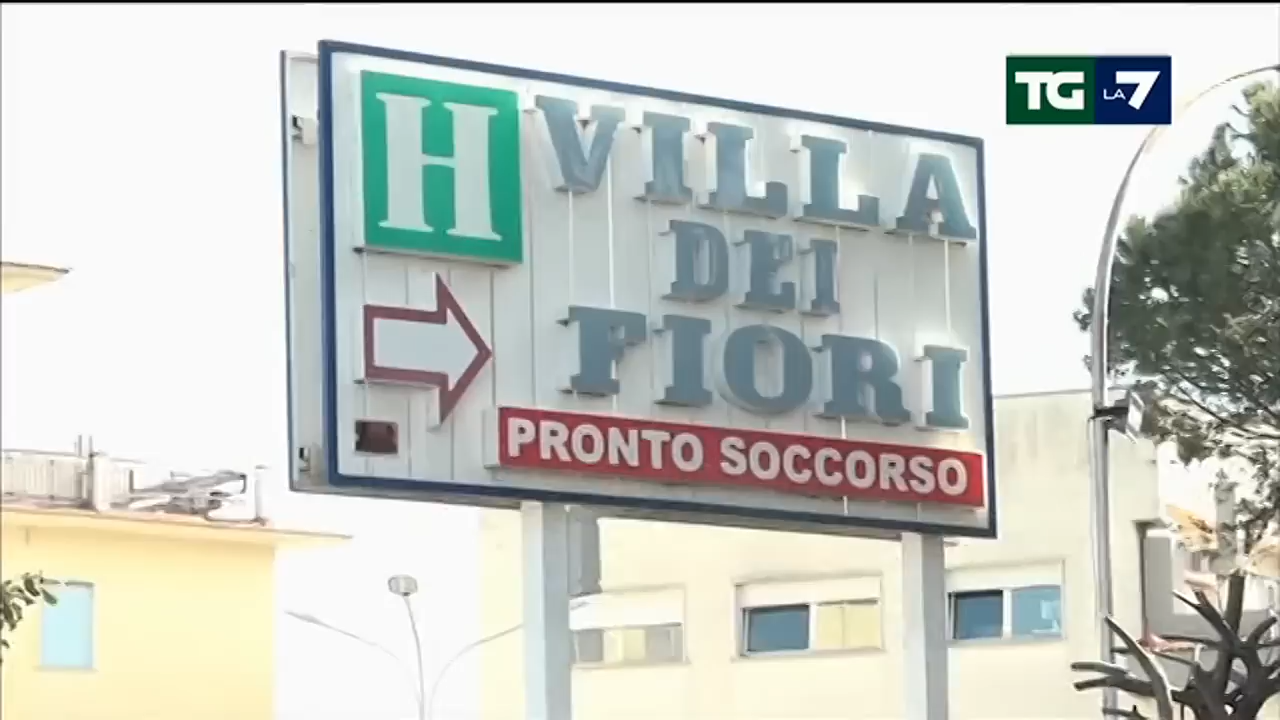 TG LA7
H VILLA
DEI
FIORI
PRONTO SOCCORSO